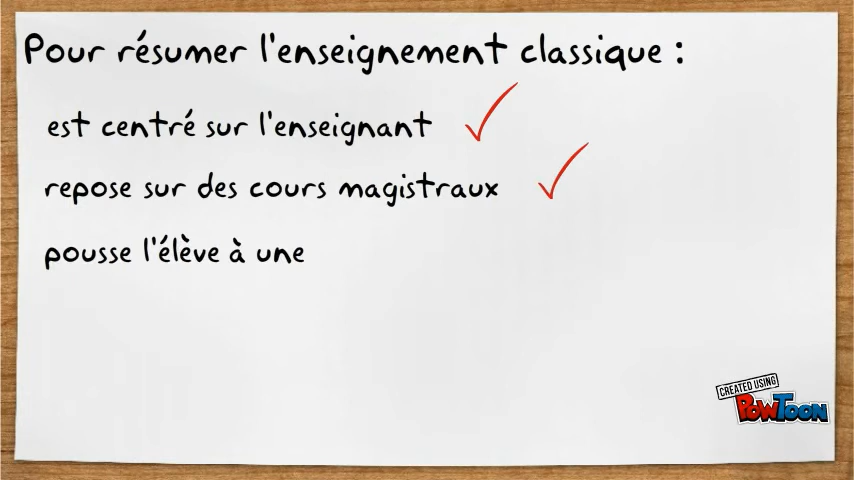 Pour résumer l'enseignement classique :
est centré sur l'enseignant
repose sur des cours magistraux
pousse l'élève à une
CREATED USING
POWTOON